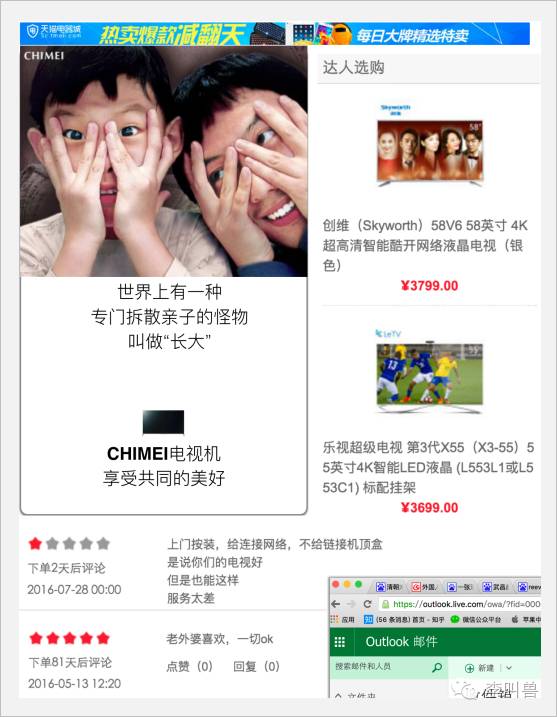 天猫电器城
3c.tmall.com
热卖爆款减翻天
每日大牌精选特卖
CHIMEI
世界上有一种
专门拆散亲子的怪物
叫做“长大”
CHIMEI电视机
享受共同的美好
达人选购
Skyworth
创维
58"
创维（Skyworth）58V6 58英寸 4K
超高清智能酷开网络液晶电视（银
色）
¥3799.00
LeTV
55"
乐视超级电视 第3代X55（X3-55）5
5英寸4K智能LED液晶 (L553L1或L5
53C1) 标配挂架
¥3699.00
下单2天后评论
2016-07-28 00:00
上门按装，给连接网络，不给链接机顶盒
是说你们的电视好
但是也能这样
服务太差
下单81天后评论
2016-05-13 12:20
老外婆喜欢，一切ok
点赞（0） 回复（0）
清朝 外国人 一张 武昌 reev
https://outlook.live.com/owa/?fid=000
应用 知 (56 条消息) 首页 - 知乎 微信公众平台 苹果中
Outlook 邮件
搜索邮件和人员
新建
文件夹
李叫兽